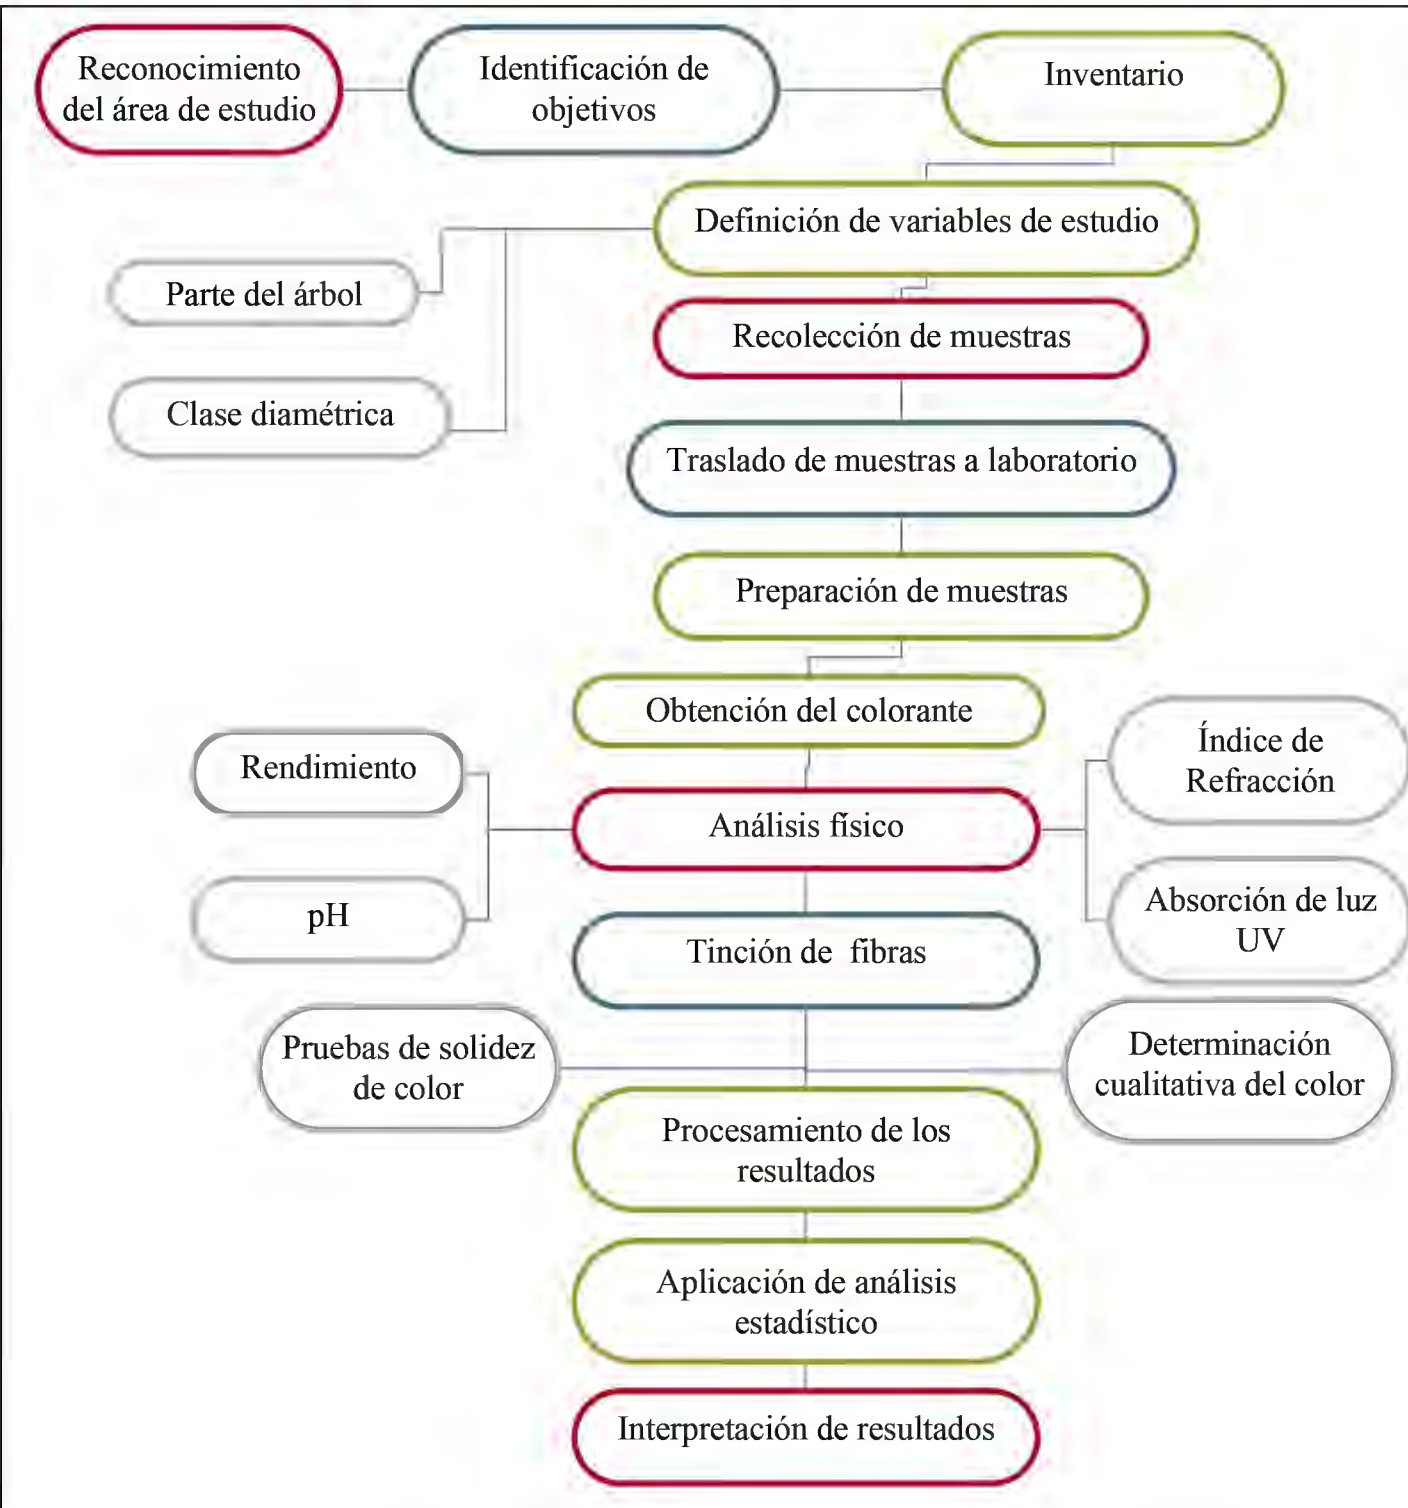 Reconocimiento
del área de estudio
Identificación de
objetivos
Inventario
Definición de variables de estudio
Parte del árbol
Clase diamétrica
Recolección de muestras
Traslado de muestras a laboratorio
Preparación de muestras
Obtención del colorante
Análisis físico
Rendimiento
pH
Índice de
Refracción
Absorción de luz
UV
Tinción de fibras
Pruebas de solidez
de color
Determinación
cualitativa del color
Procesamiento de los
resultados
Aplicación de análisis
estadístico
Interpretación de resultados